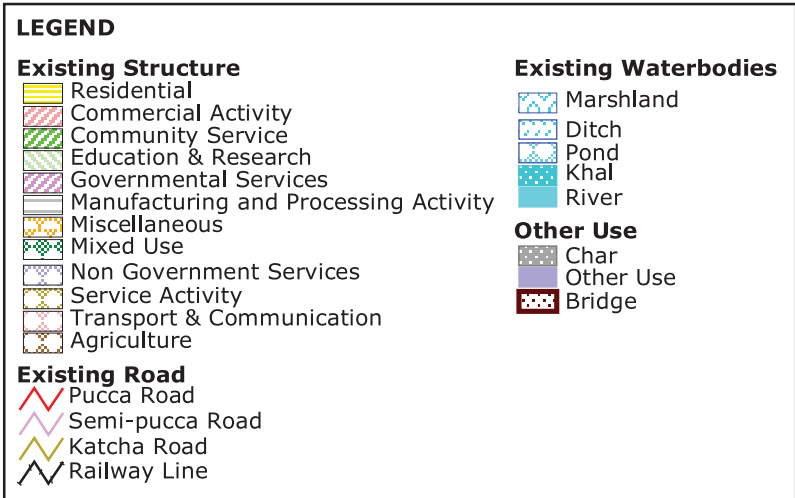 LEGEND
Existing Structure
Residential
Commercial Activity
Community Service
Education & Research
Governmental Services
Manufacturing and Processing Activity
Miscellaneous
Mixed Use
Non Government Services
Service Activity
Transport & Communication
Agriculture
Existing Road
Pucca Road
Semi-pucca Road
Katcha Road
Railway Line
Existing Waterbodies
Marshland
Ditch
Pond
Khal
River
Other Use
Char
Other Use
Bridge